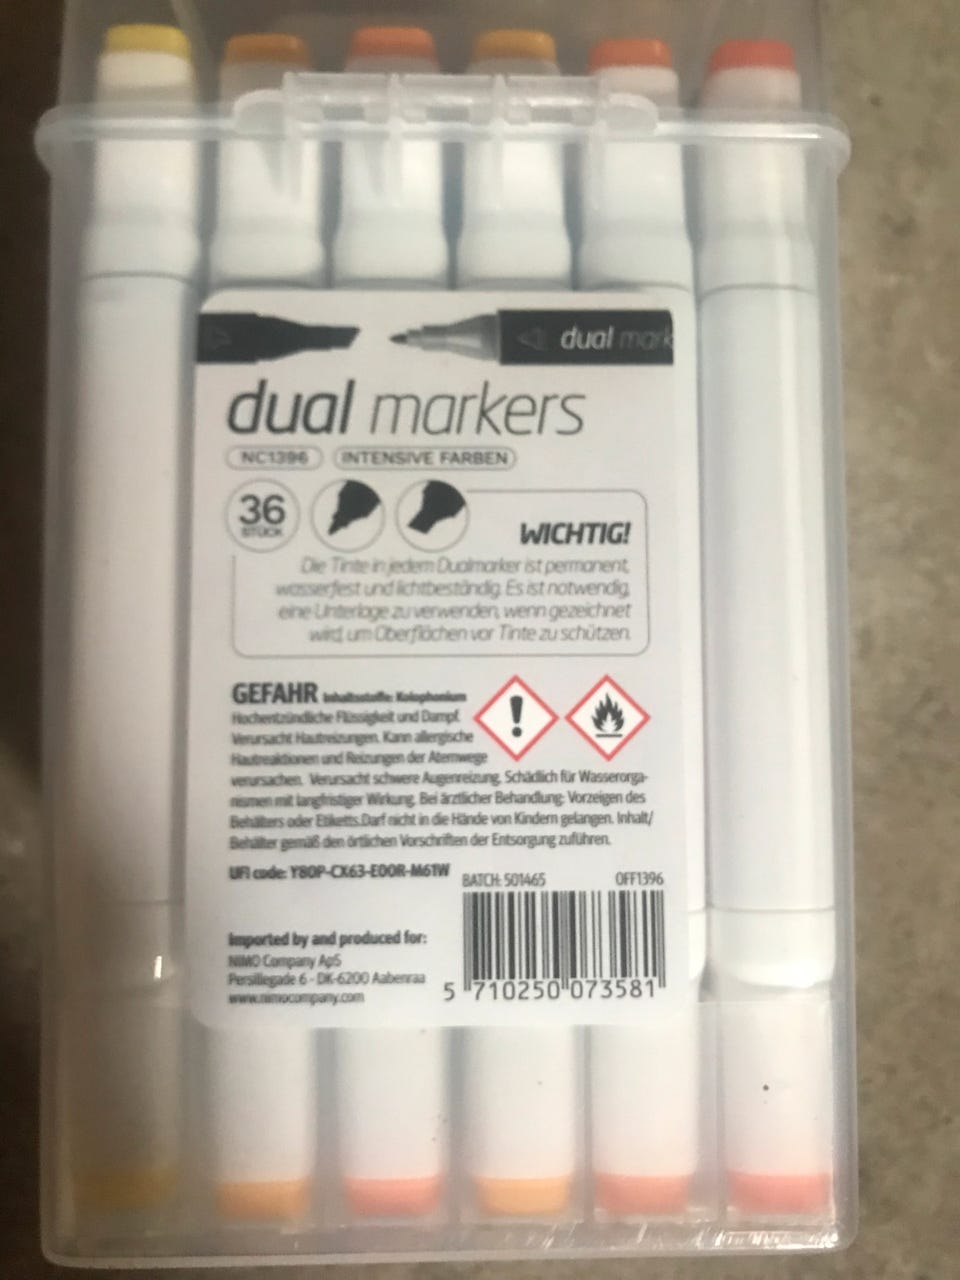 dual mark
dual markers
NC1396 INTENSIVE FARBEN
36
STÜCK
WICHTIG!
Die Tinte in jedem Dualmarker ist permanent,
wasserfest und lichtbeständig. Es ist notwendig,
eine Unterlage zu verwenden, wenn gezeichnet
wird, um Oberflächen vor Tinte zu schützen.
GEFAHR Inhaltsstoffe: Kolophonium
Hochentzündliche Flüssigkeit und Dampf.
Verursacht Hautreizungen. Kann allergische
Hautreaktionen und Reizungen der Atemwege
verursachen. Verursacht schwere Augenreizung. Schädlich für Wasserorga-
nismen mit langfristiger Wirkung. Bei ärztlicher Behandlung: Vorzeigen des
Behälters oder Etiketts.Darf nicht in die Hände von Kindern gelangen. Inhalt/
Behälter gemäß den örtlichen Vorschriften der Entsorgung zuführen.
UFI code: Y80P-CX63-E00R-M61W
BATCH: 501465 OFF1396
Imported by and produced for:
NIMO Company ApS
Persillegade 6 - DK-6200 Aabenraa
www.nimocompany.com
5 710250 073581